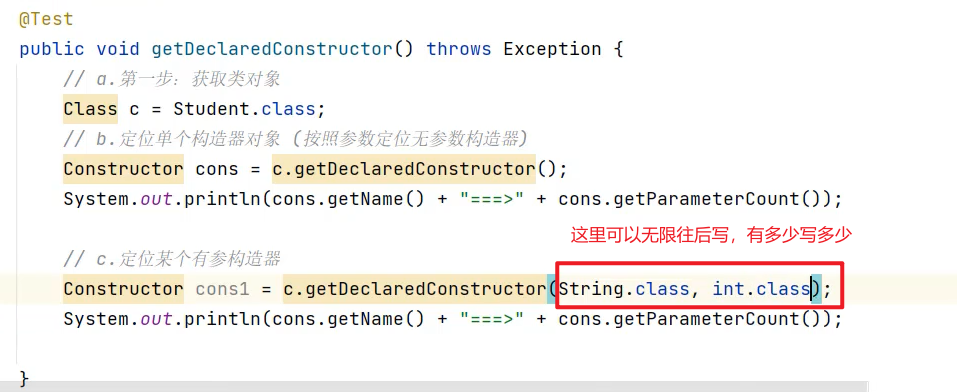 @Test
public void getDeclaredConstructor() throws Exception {
// a.第一步：获取类对象
Class c = Student.class;
// b.定位单个构造器对象 (按照参数定位无参数构造器)
Constructor cons = c.getDeclaredConstructor();
System.out.println(cons.getName() + "===>" + cons.getParameterCount());
这里可以无限往后写，有多少写多少
// c.定位某个有参构造器
Constructor cons1 = c.getDeclaredConstructor(String.class, int.class);
System.out.println(cons.getName() + "===>" + cons.getParameterCount());
}